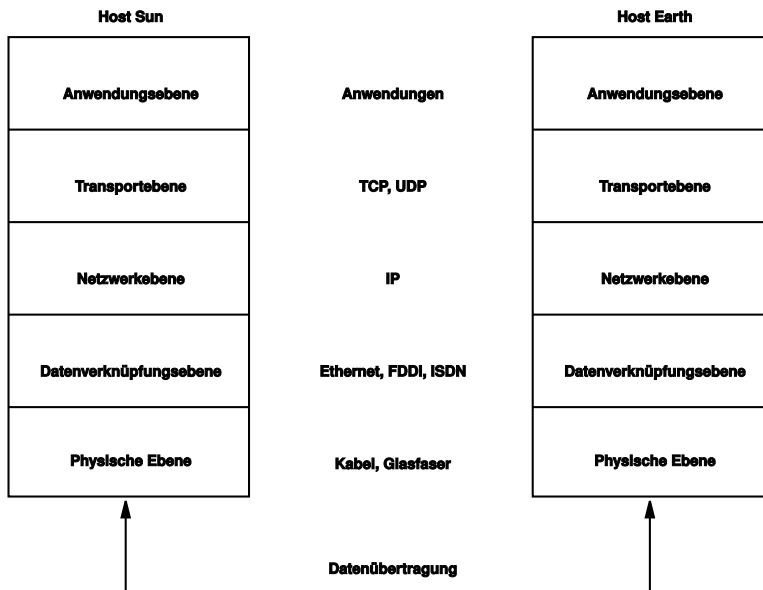 Host Sun
Host Earth
Anwendungsebene
Anwendungen
Anwendungsebene
Transportebene
TCP, UDP
Transportebene
Netzwerkebene
IP
Netzwerkebene
Datenverknüpfungsebene
Ethernet, FDDI, ISDN
Datenverknüpfungsebene
Physische Ebene
Kabel, Glasfaser
Physische Ebene
Datenübertragung